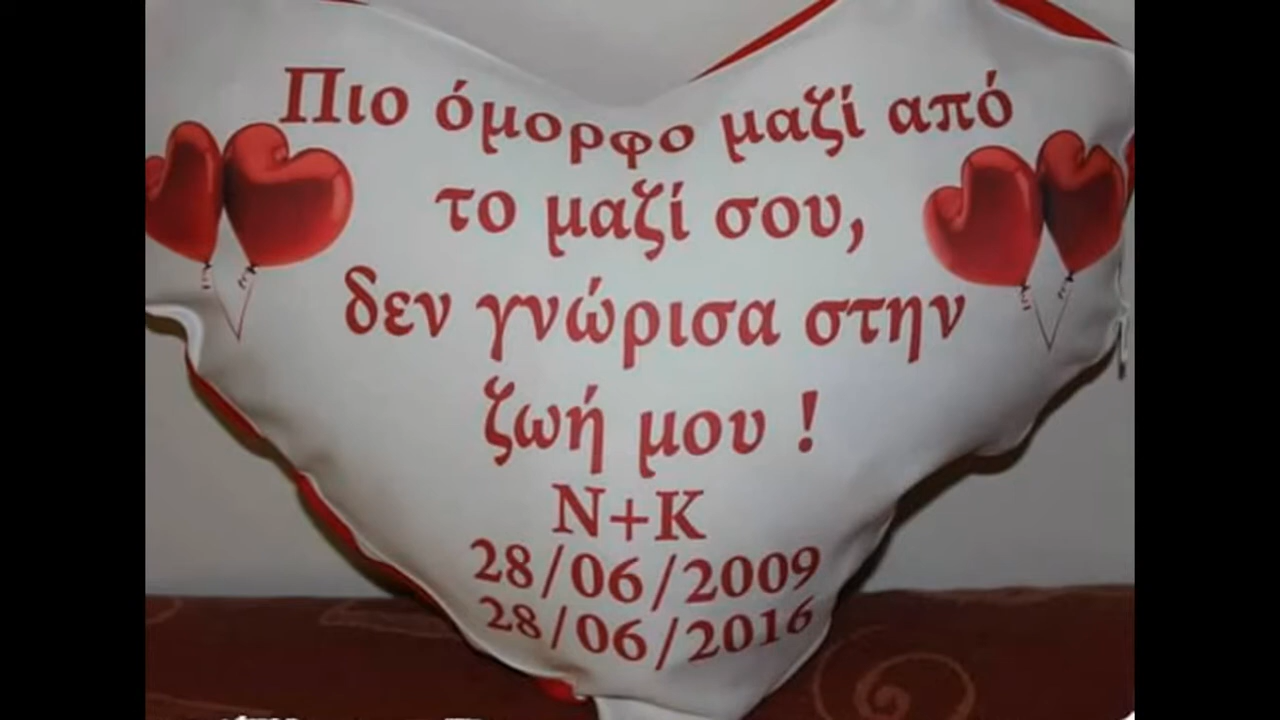 Πιο όμορφο μαζί από
το μαζί σου,
δεν γνώρισα στην
ζωή μου !
N+K
28/06/2009
28/06/2016